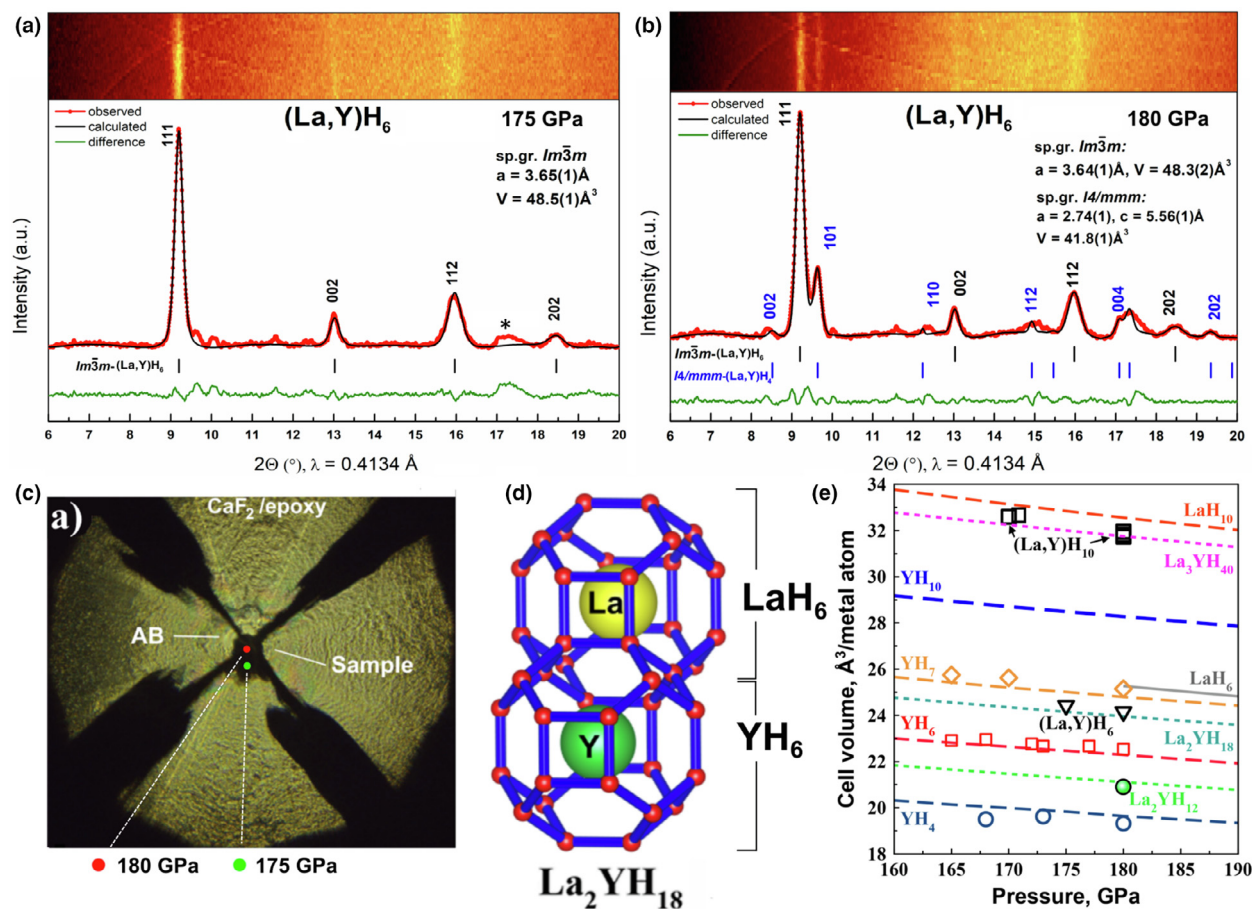 (a)
observed
calculated
difference
(La,Y)H6
175 GPa
sp.gr. Im3̅m
a = 3.65(1)Å
V = 48.5(1)Å3
111
002
112
*
202
Im3̅m-(La,Y)H6
Intensity (a.u.)
6 7 8 9 10 11 12 13 14 15 16 17 18 19 20
2Θ (°), λ = 0.4134 Å
(b)
observed
calculated
difference
(La,Y)H6
180 GPa
sp.gr. Im3̅m:
a = 3.64(1)Å, V = 48.3(2)Å3
sp.gr. I4/mmm:
a = 2.74(1), c = 5.56(1)Å
V = 41.8(1)Å3
002
111
101
110
002
112
112
004
202
202
Im3̅m-(La,Y)H6
I4/mmm-(La,Y)H4
Intensity (a.u.)
6 7 8 9 10 11 12 13 14 15 16 17 18 19 20
2Θ (°), λ = 0.4134 Å
(c)
a)
CaF2/epoxy
AB
Sample
180 GPa
175 GPa
(d)
La
Y
LaH6
YH6
La2YH18
(e)
Cell volume, Å3/metal atom
34
32
30
28
26
24
22
20
18
LaH10
(La,Y)H10
La3YH40
YH10
YH7
LaH6
(La,Y)H6
La2YH18
YH6
La2YH12
YH4
160 165 170 175 180 185 190
Pressure, GPa